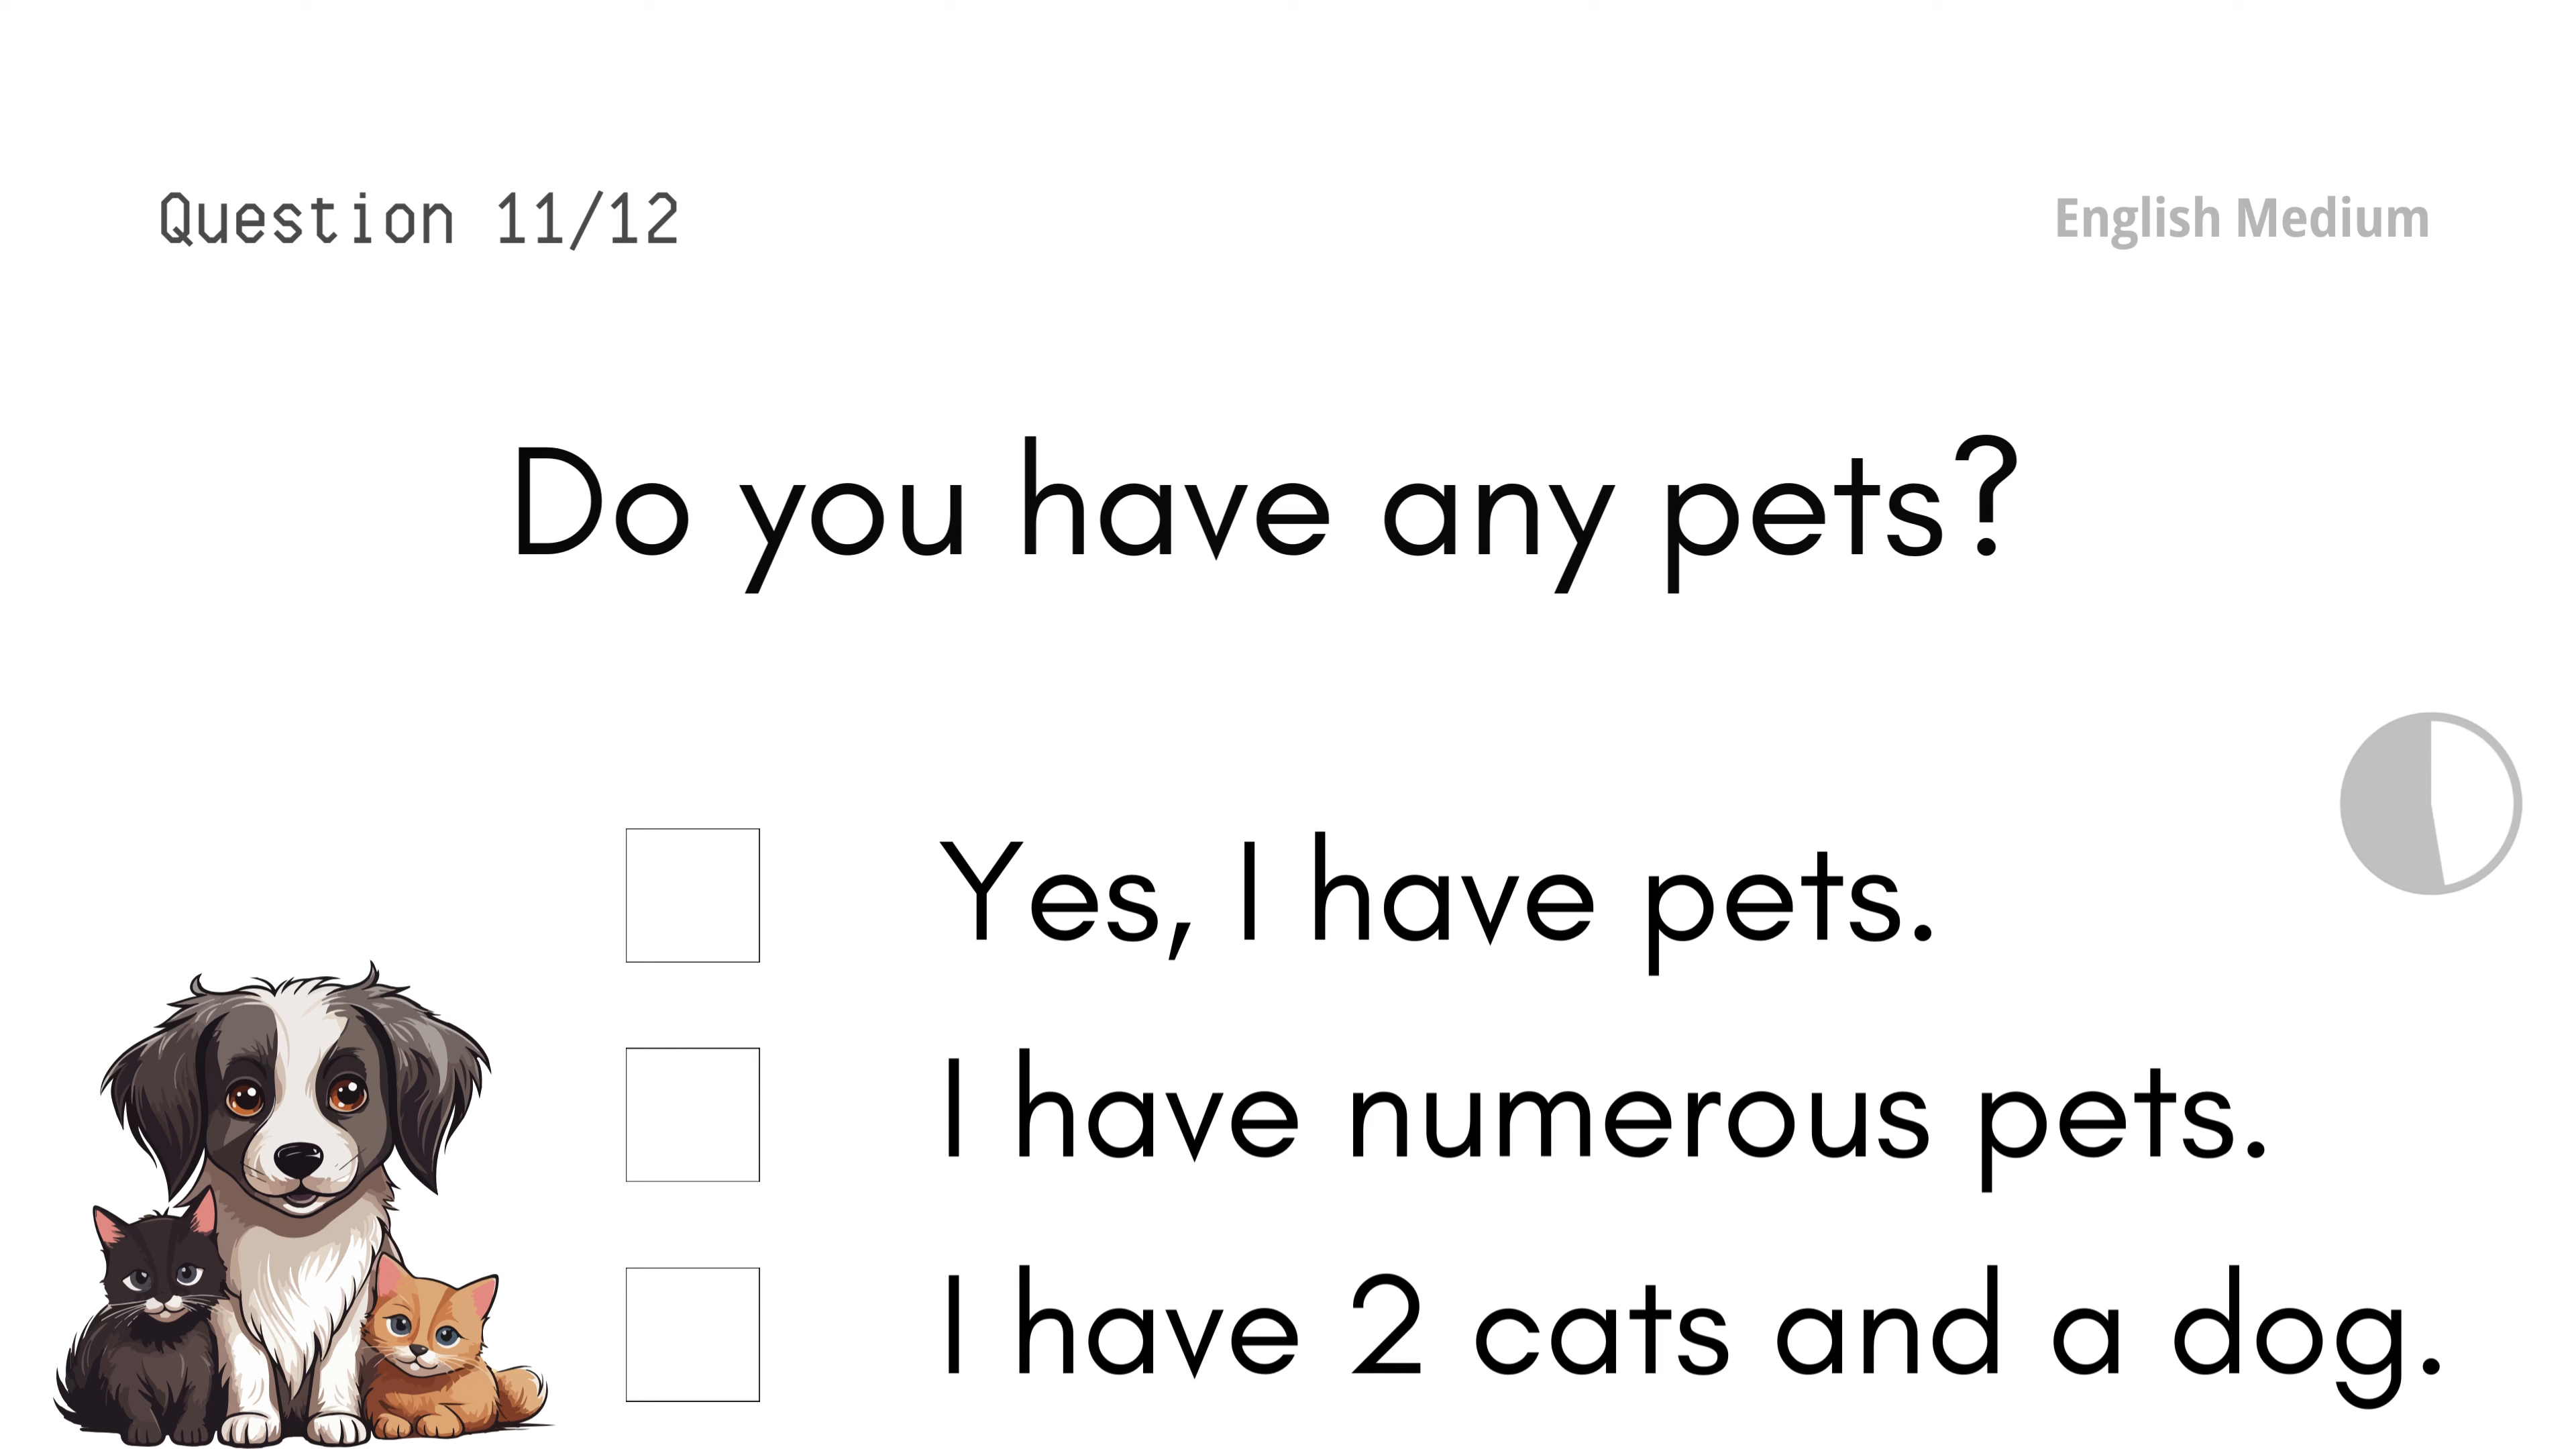 Question 11/12
English Medium
Do you have any pets?
Yes, I have pets.
I have numerous pets.
I have 2 cats and a dog.